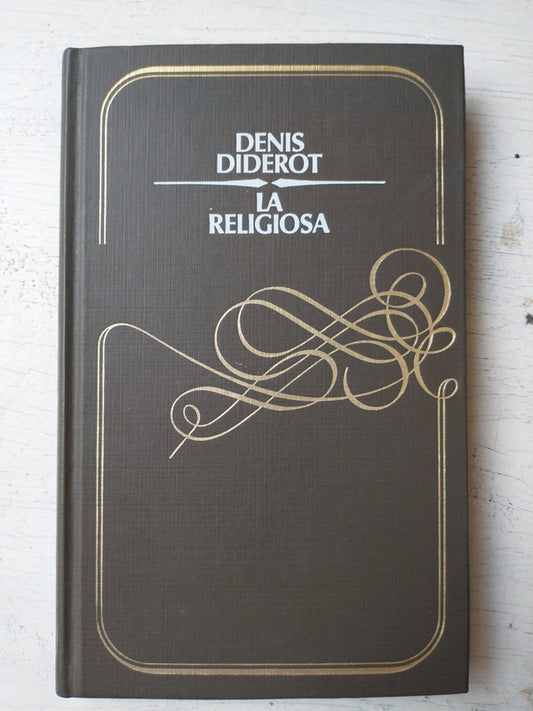 DENIS
DIDEROT
LA
RELIGIOSA